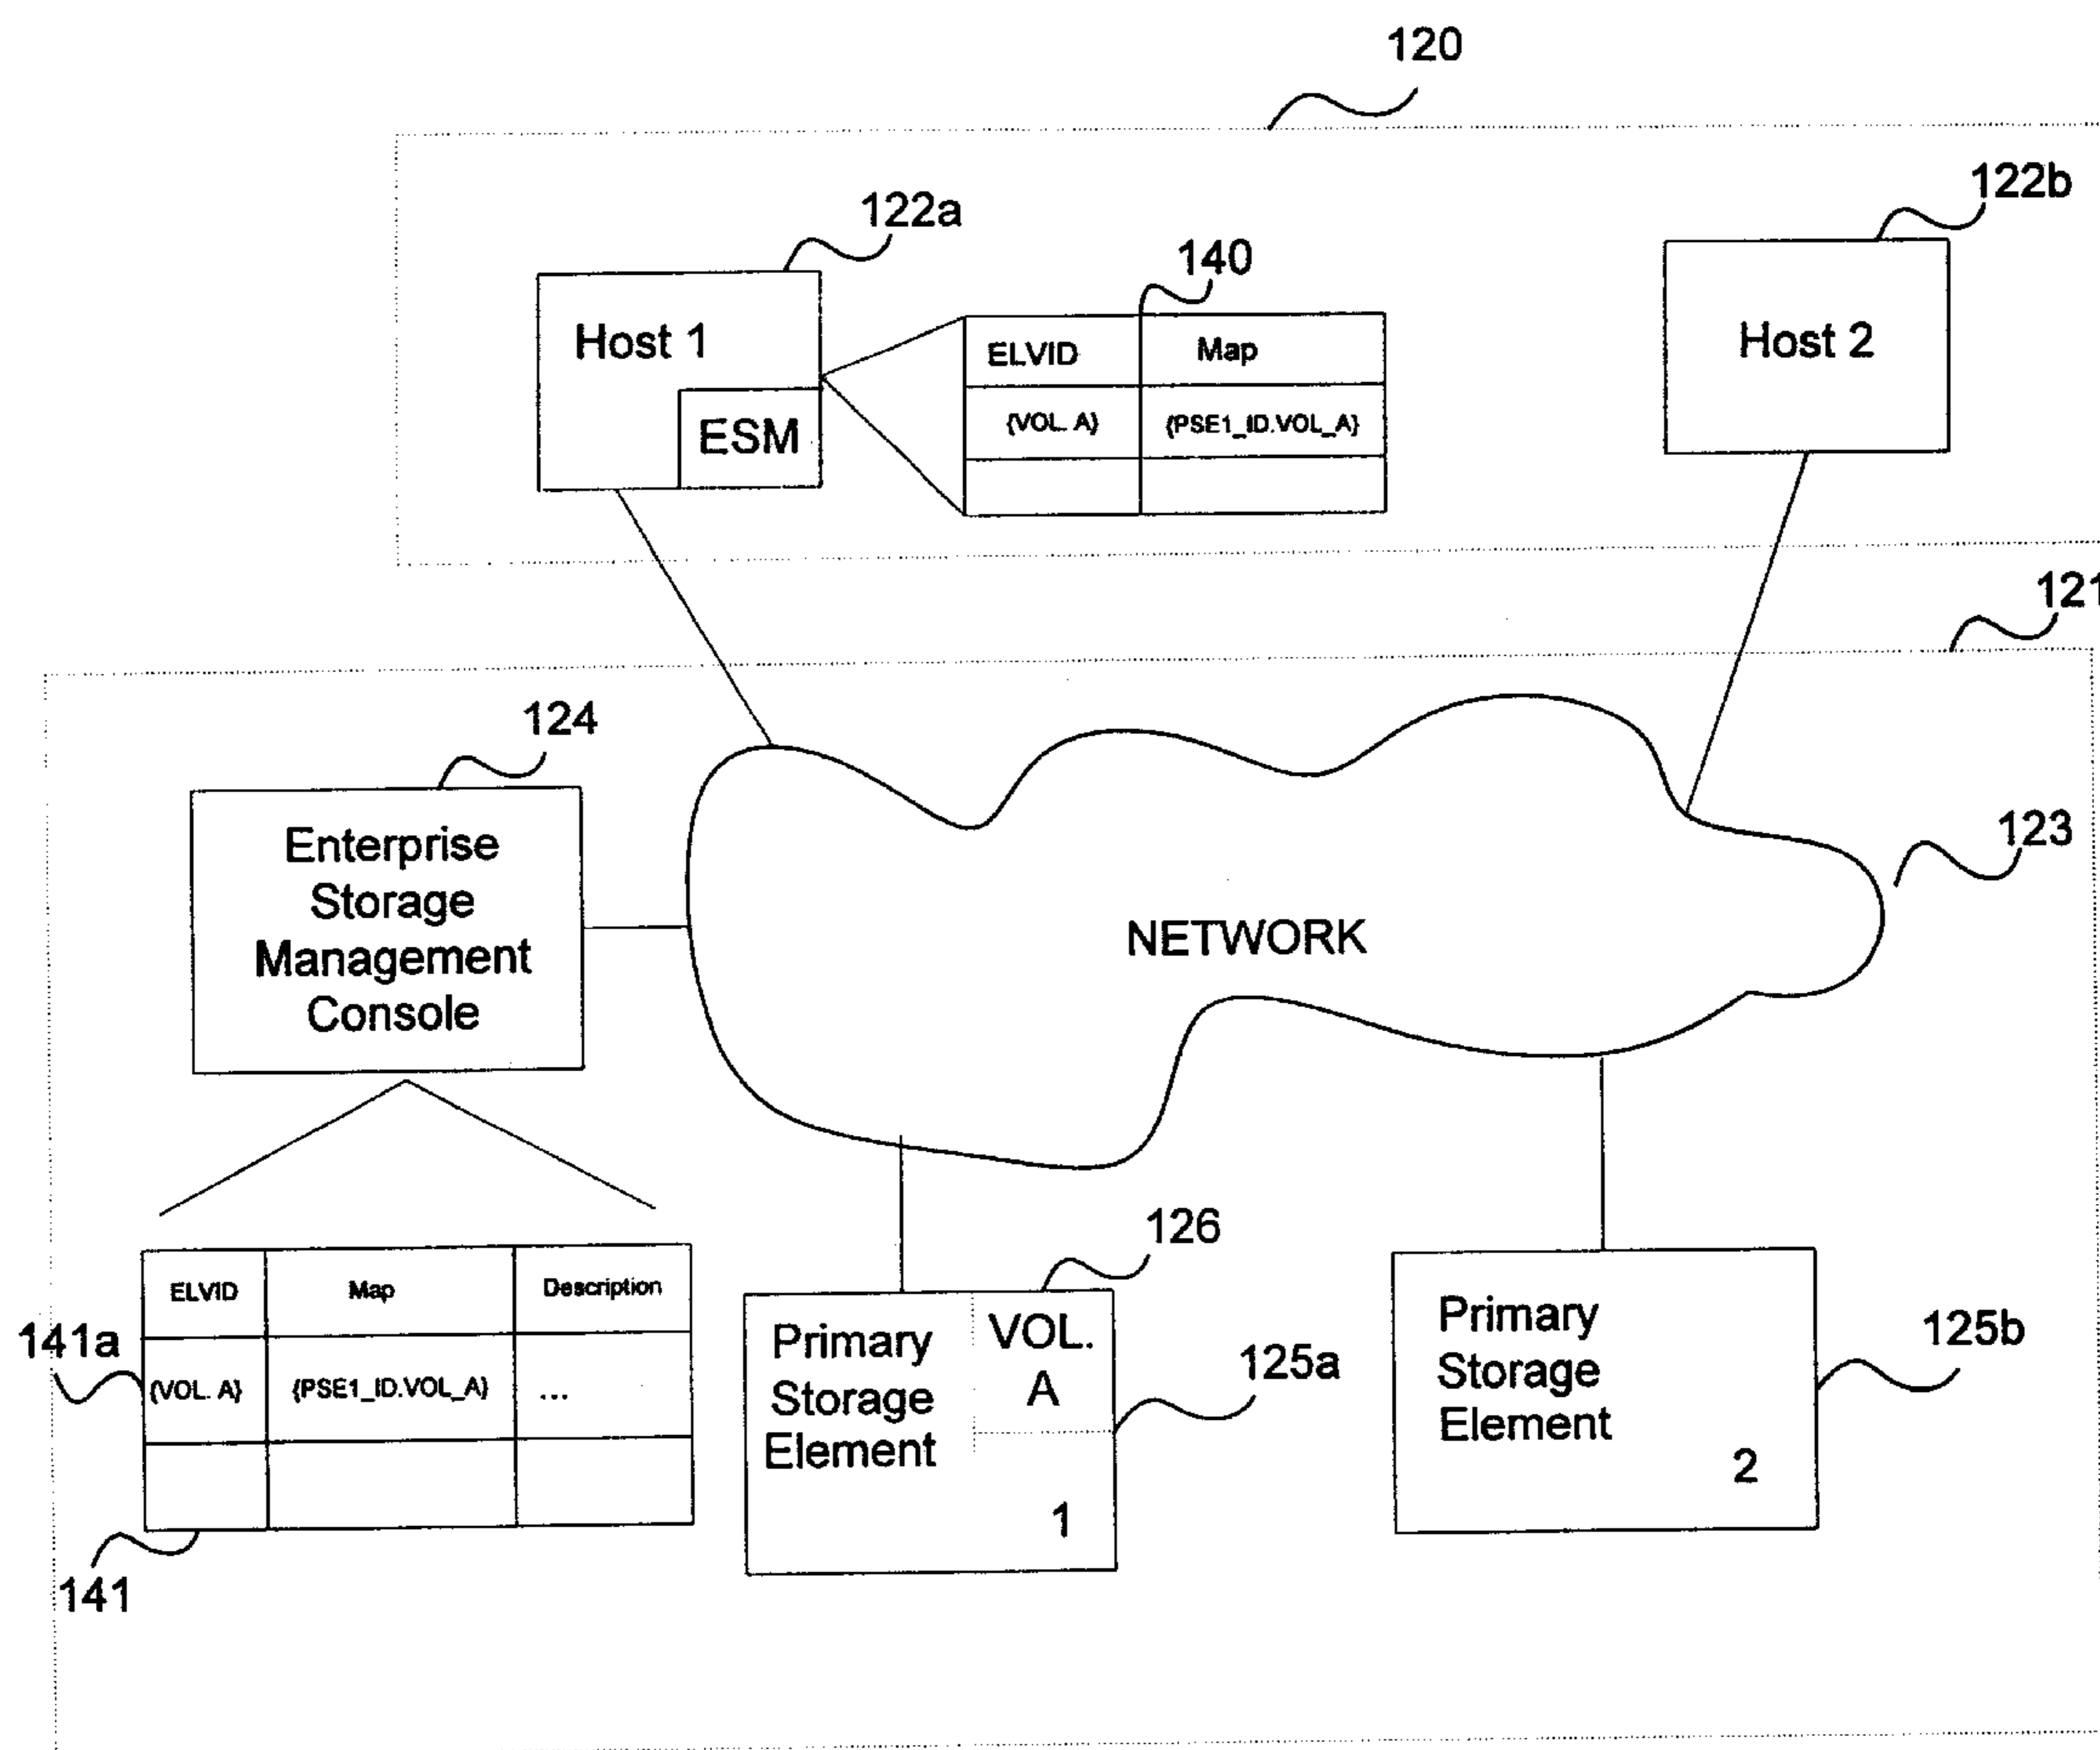 120
122b
122a
140
Host 1
ESM
ELVID Map
{VOL. A} {PSE1_ID.VOL_A}
Host 2
121
124
Enterprise
Storage
Management
Console
123
NETWORK
126
ELVID Map Description
141a
{VOL. A} {PSE1_ID.VOL_A} ...
141
Primary
Storage
Element
1
VOL.
A
125a
Primary
Storage
Element
2
125b